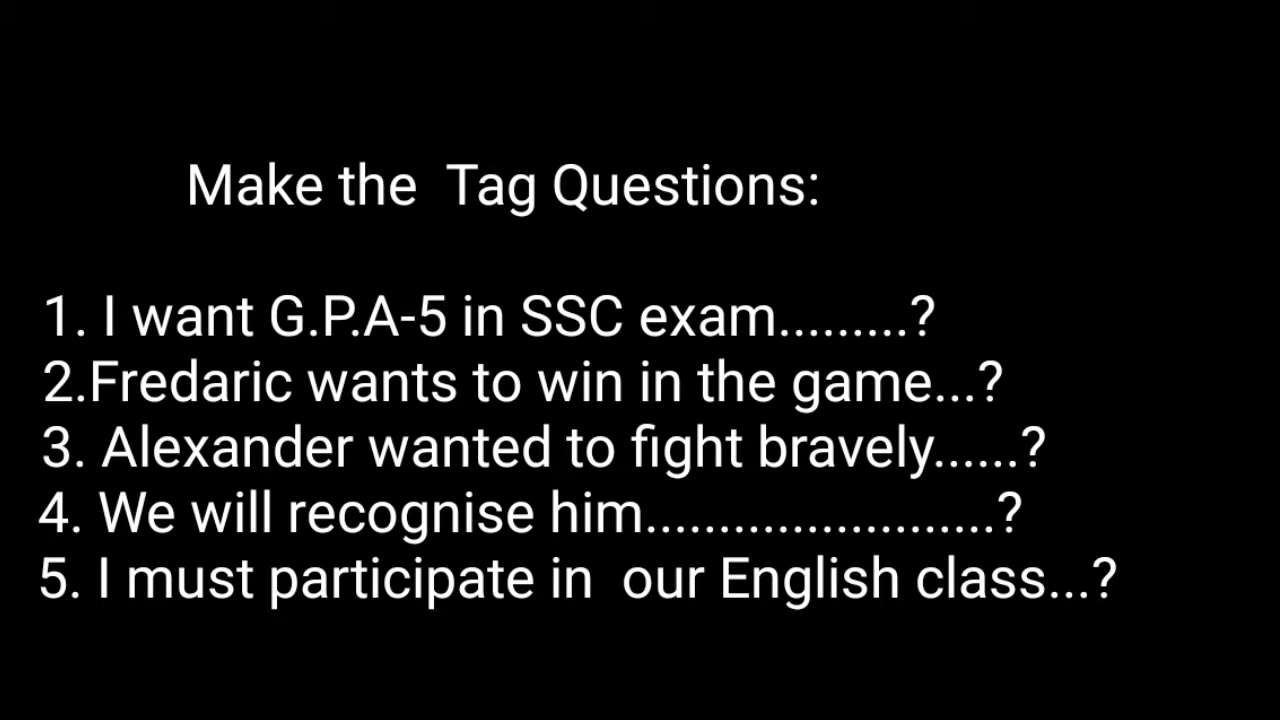 Make the  Tag Questions:
1. I want G.P.A-5 in SSC exam.........?
2.Fredaric wants to win in the game...?
3. Alexander wanted to fight bravely......?
4. We will recognise him........................?
5. I must participate in  our English class...?